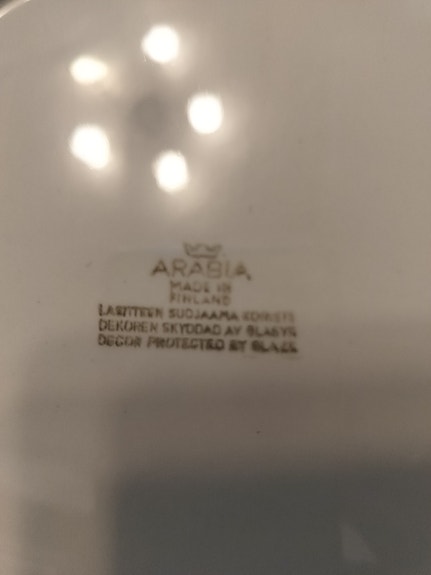 ARABIA
MADE IN
FINLAND
LASITTEEN SUOJAAMA KORISTE
DEKOREN SKYDDAD AV GLASYR
DECOR PROTECTED BY GLAZE